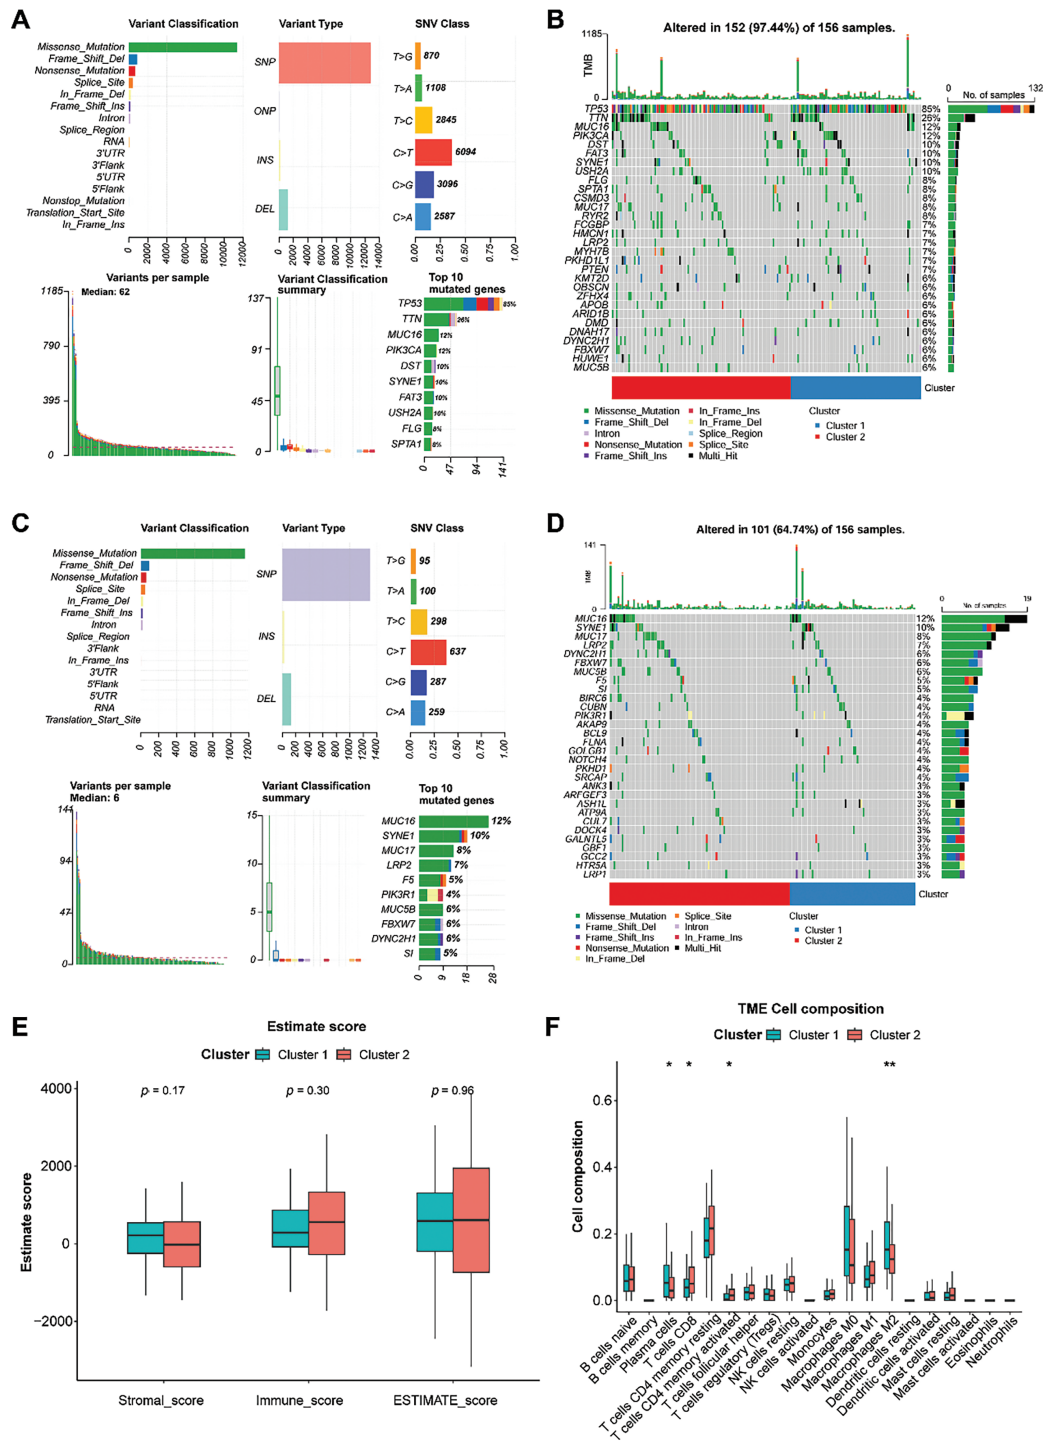 A
Variant Classification
Missense_Mutation
Frame_Shift_Del
Nonsense_Mutation
Splice_Site
In_Frame_Del
Frame_Shift_Ins
Intron
Splice_Region
RNA
3'UTR
3'Flank
5'UTR
5'Flank
Nonstop_Mutation
Translation_Start_Site
In_Frame_Ins
0 2000 4000 6000 8000 10000 12000
Variant Type
SNP
ONP
INS
DEL
0 2000 4000 6000 8000 10000 12000 14000
SNV Class
T>G 870
T>A 1108
T>C 2845
C>T 6094
C>G 3096
C>A 2587
0.00 0.25 0.50 0.75 1.00
Variants per sample
Median: 62
1185
790
395
0
Variant Classification
summary
137
91
45
0
Top 10
mutated genes
TP53 85%
TTN 26%
MUC16 12%
PIK3CA 12%
DST 10%
SYNE1 10%
FAT3 10%
USH2A 10%
FLG 8%
SPTA1 8%
0 47 94 141
B
Altered in 152 (97.44%) of 156 samples.
1185
TMB
0
0 132
No. of samples
TP53 85%
TTN 26%
MUC16 12%
PIK3CA 12%
DST 10%
FAT3 10%
SYNE1 10%
USH2A 10%
FLG 8%
SPTA1 8%
CSMD3 8%
MUC17 8%
RYR2 8%
FCGBP 7%
HMCN1 7%
LRP2 7%
MYH7B 7%
PKHD1L1 7%
PTEN 7%
KMT2D 6%
OBSCN 6%
ZFHX4 6%
APOB 6%
ARID1B 6%
DMD 6%
DNAH17 6%
DYNC2H1 6%
FBXW7 6%
HUWE1 6%
MUC5B 6%
Cluster
Missense_Mutation
Frame_Shift_Del
Intron
Nonsense_Mutation
Frame_Shift_Ins
In_Frame_Ins
In_Frame_Del
Splice_Region
Splice_Site
Multi_Hit
Cluster
Cluster 1
Cluster 2
C
Variant Classification
Missense_Mutation
Frame_Shift_Del
Nonsense_Mutation
Splice_Site
In_Frame_Del
Frame_Shift_Ins
Intron
Splice_Region
3'Flank
In_Frame_Ins
3'UTR
5'Flank
5'UTR
RNA
Translation_Start_Site
0 200 400 600 800 1000 1200
Variant Type
SNP
INS
DEL
0 200 400 600 800 1000 1200 1400
SNV Class
T>G 95
T>A 100
T>C 298
C>T 637
C>G 287
C>A 259
0.00 0.25 0.50 0.75 1.00
Variants per sample
Median: 6
141
94
47
0
Variant Classification
summary
15
10
5
0
Top 10
mutated genes
MUC16 12%
SYNE1 10%
MUC17 8%
LRP2 7%
F5 5%
PIK3R1 4%
MUC5B 6%
FBXW7 6%
DYNC2H1 6%
SI 5%
0 9 18 28
D
Altered in 101 (64.74%) of 156 samples.
141
TMB
0
0 19
No. of samples
MUC16 12%
SYNE1 10%
MUC17 8%
LRP2 7%
DYNC2H1 6%
FBXW7 6%
MUC5B 6%
F5 5%
SI 5%
BIRC6 4%
CUBN 4%
PIK3R1 4%
AKAP9 4%
BCL9 4%
FLNA 4%
GOLGB1 4%
NOTCH4 4%
PKHD1 4%
SRCAP 4%
ANK3 3%
ARFGEF3 3%
ASH1L 3%
ATP9A 3%
CUL7 3%
DOCK4 3%
GALNTL5 3%
GBF1 3%
GCC2 3%
HTR5A 3%
LRP1 3%
Cluster
Missense_Mutation
Frame_Shift_Del
Frame_Shift_Ins
Nonsense_Mutation
In_Frame_Del
Splice_Site
Intron
In_Frame_Ins
Multi_Hit
Cluster
Cluster 1
Cluster 2
E
Estimate score
Cluster Cluster 1 Cluster 2
p = 0.17 p = 0.30 p = 0.96
Estimate score
4000
2000
0
−2000
Stromal_score Immune_score ESTIMATE_score
F
TME Cell composition
Cluster Cluster 1 Cluster 2
* * * **
Cell composition
0.6
0.4
0.2
0.0
B cells naive
B cells memory
Plasma cells
T cells CD8
T cells CD4 memory resting
T cells CD4 memory activated
T cells follicular helper
T cells regulatory (Tregs)
NK cells resting
NK cells activated
Monocytes
Macrophages M0
Macrophages M1
Macrophages M2
Dendritic cells resting
Dendritic cells activated
Mast cells resting
Mast cells activated
Eosinophils
Neutrophils